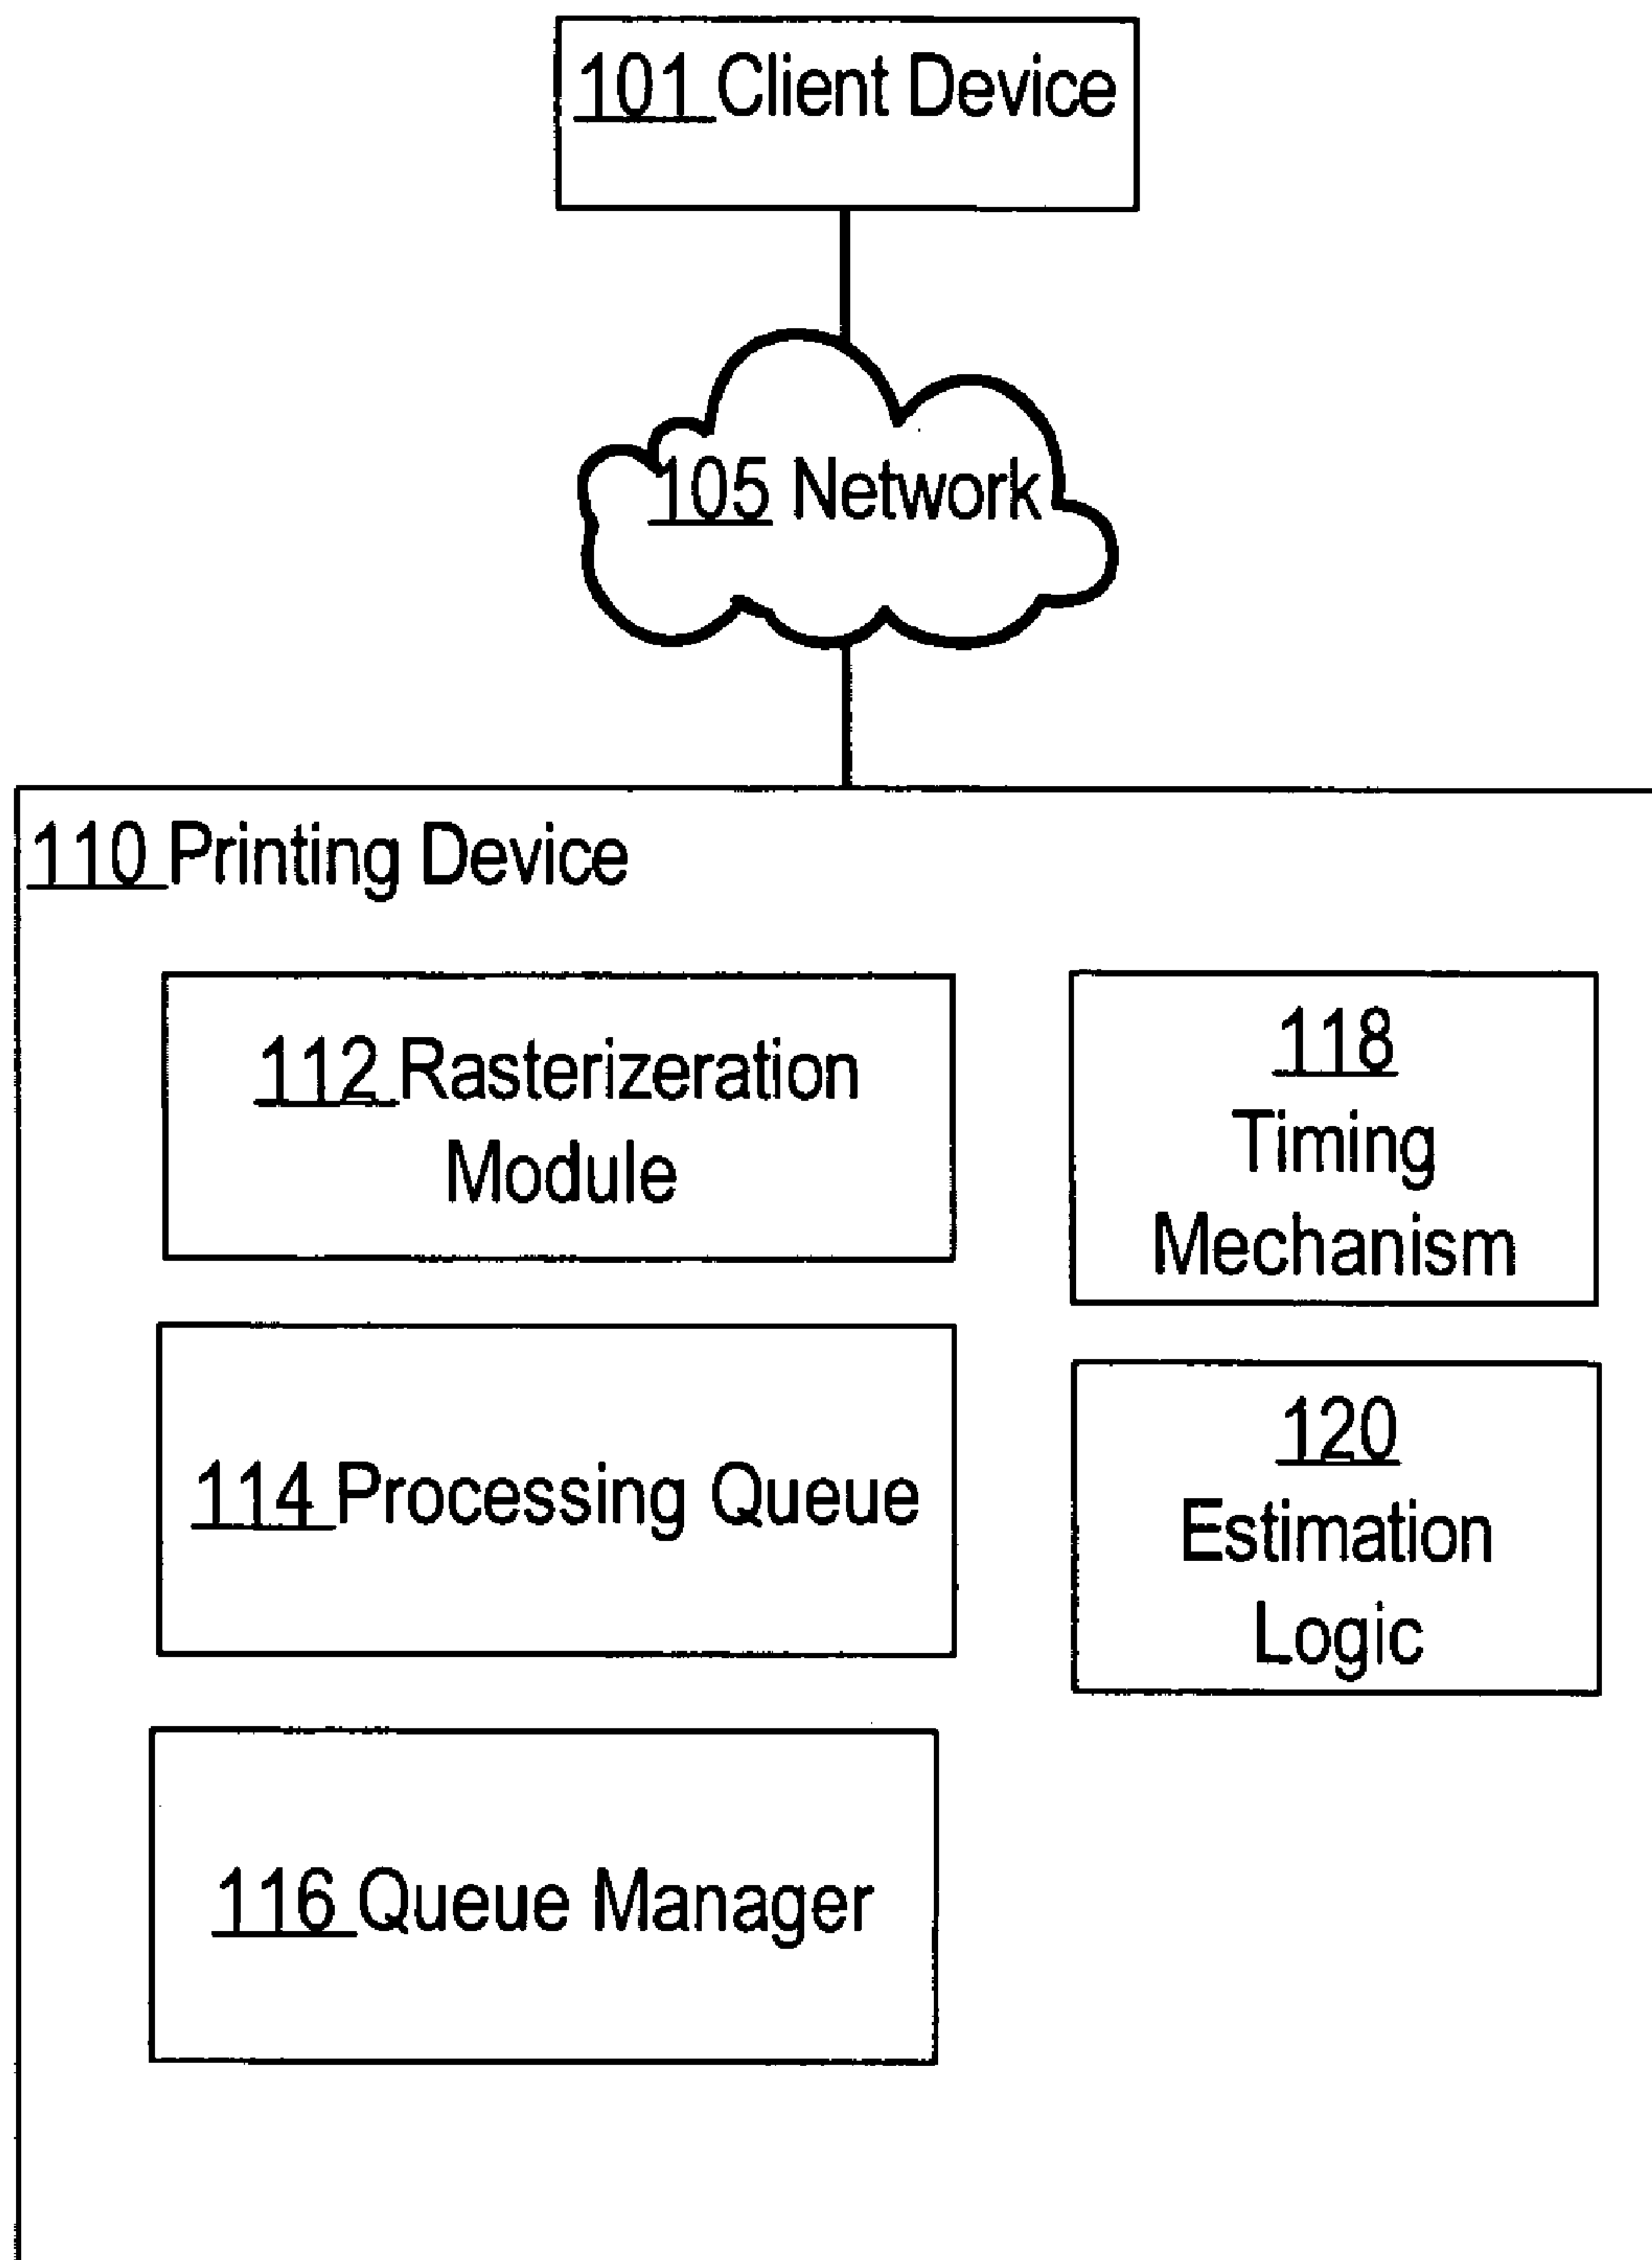 101 Client Device
105 Network
110 Printing Device
112 Rasterizeration
Module
118
Timing
Mechanism
114 Processing Queue
120
Estimation
Logic
116 Queue Manager